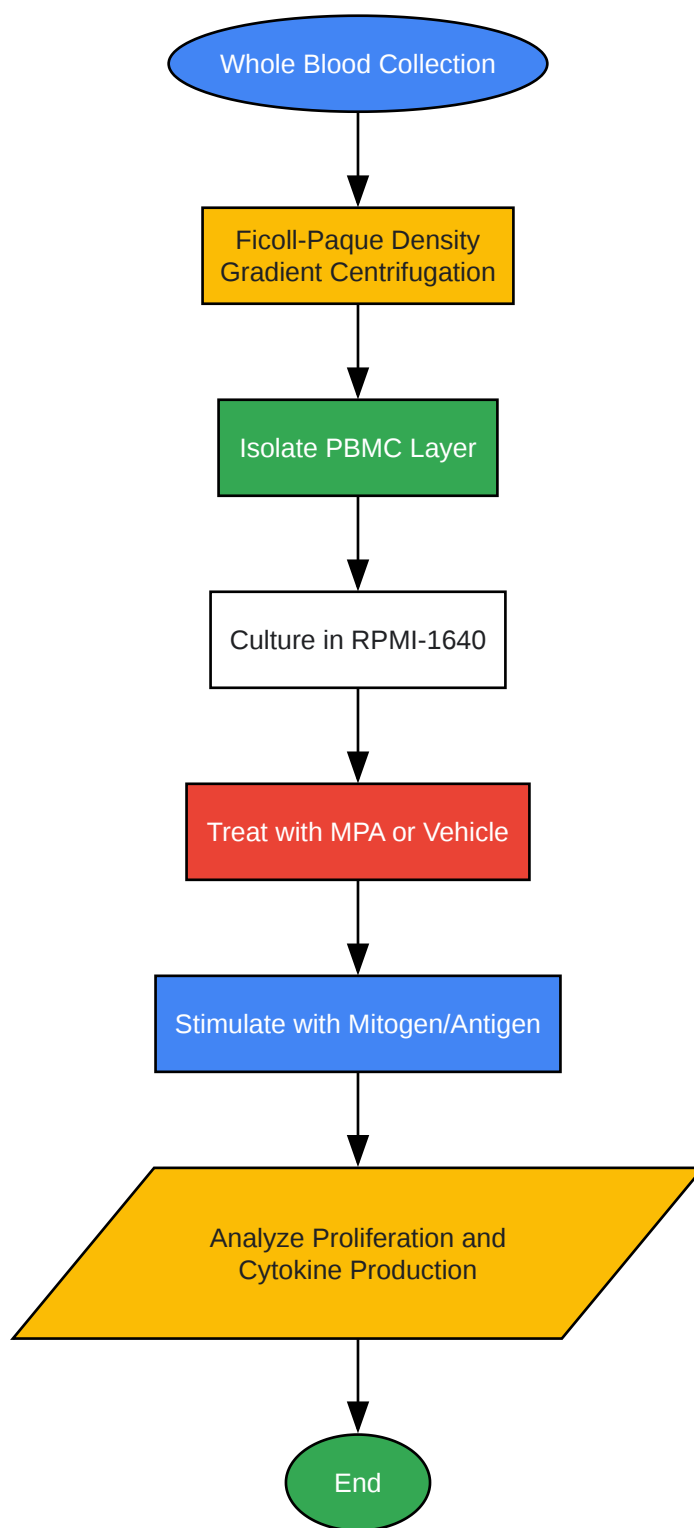 Whole Blood Collection
Ficoll-Paque Density
Gradient Centrifugation
Isolate PBMC Layer
Culture in RPMI-1640
Treat with MPA or Vehicle
Stimulate with Mitogen/Antigen
Analyze Proliferation and
Cytokine Production
End